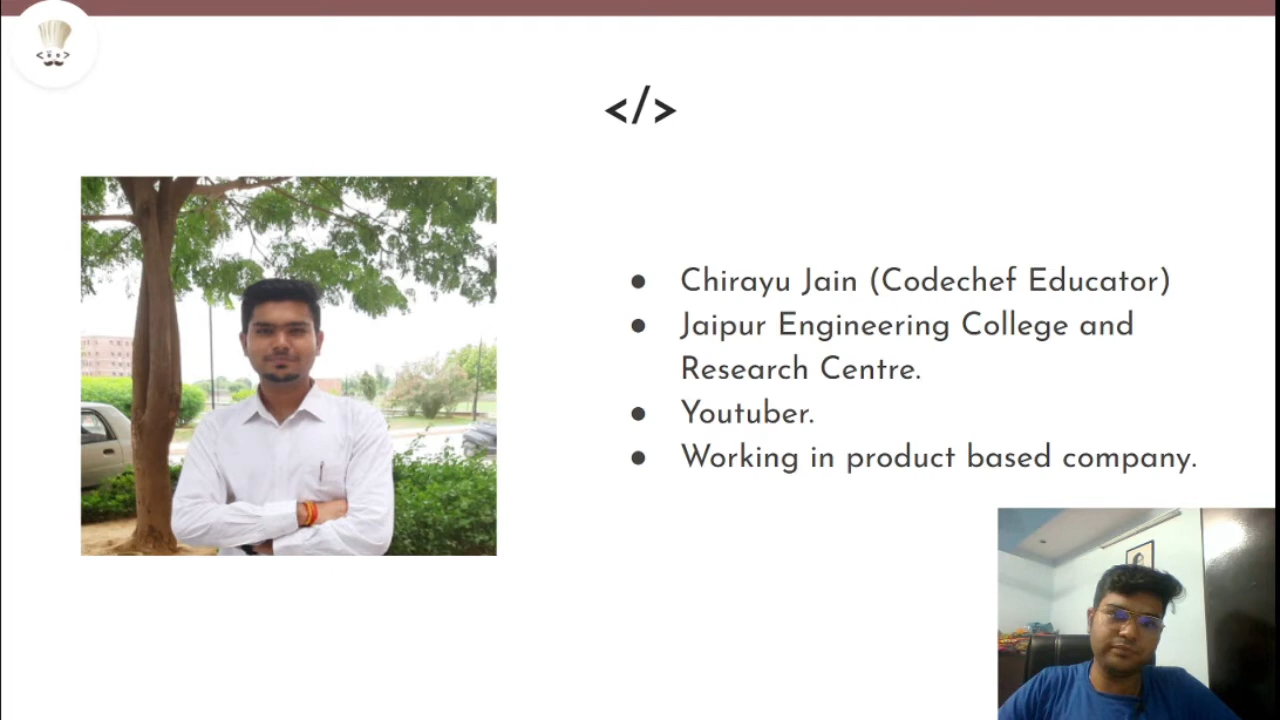 </>
● Chirayu Jain (Codechef Educator)
● Jaipur Engineering College and
Research Centre.
● Youtuber.
● Working in product based company.